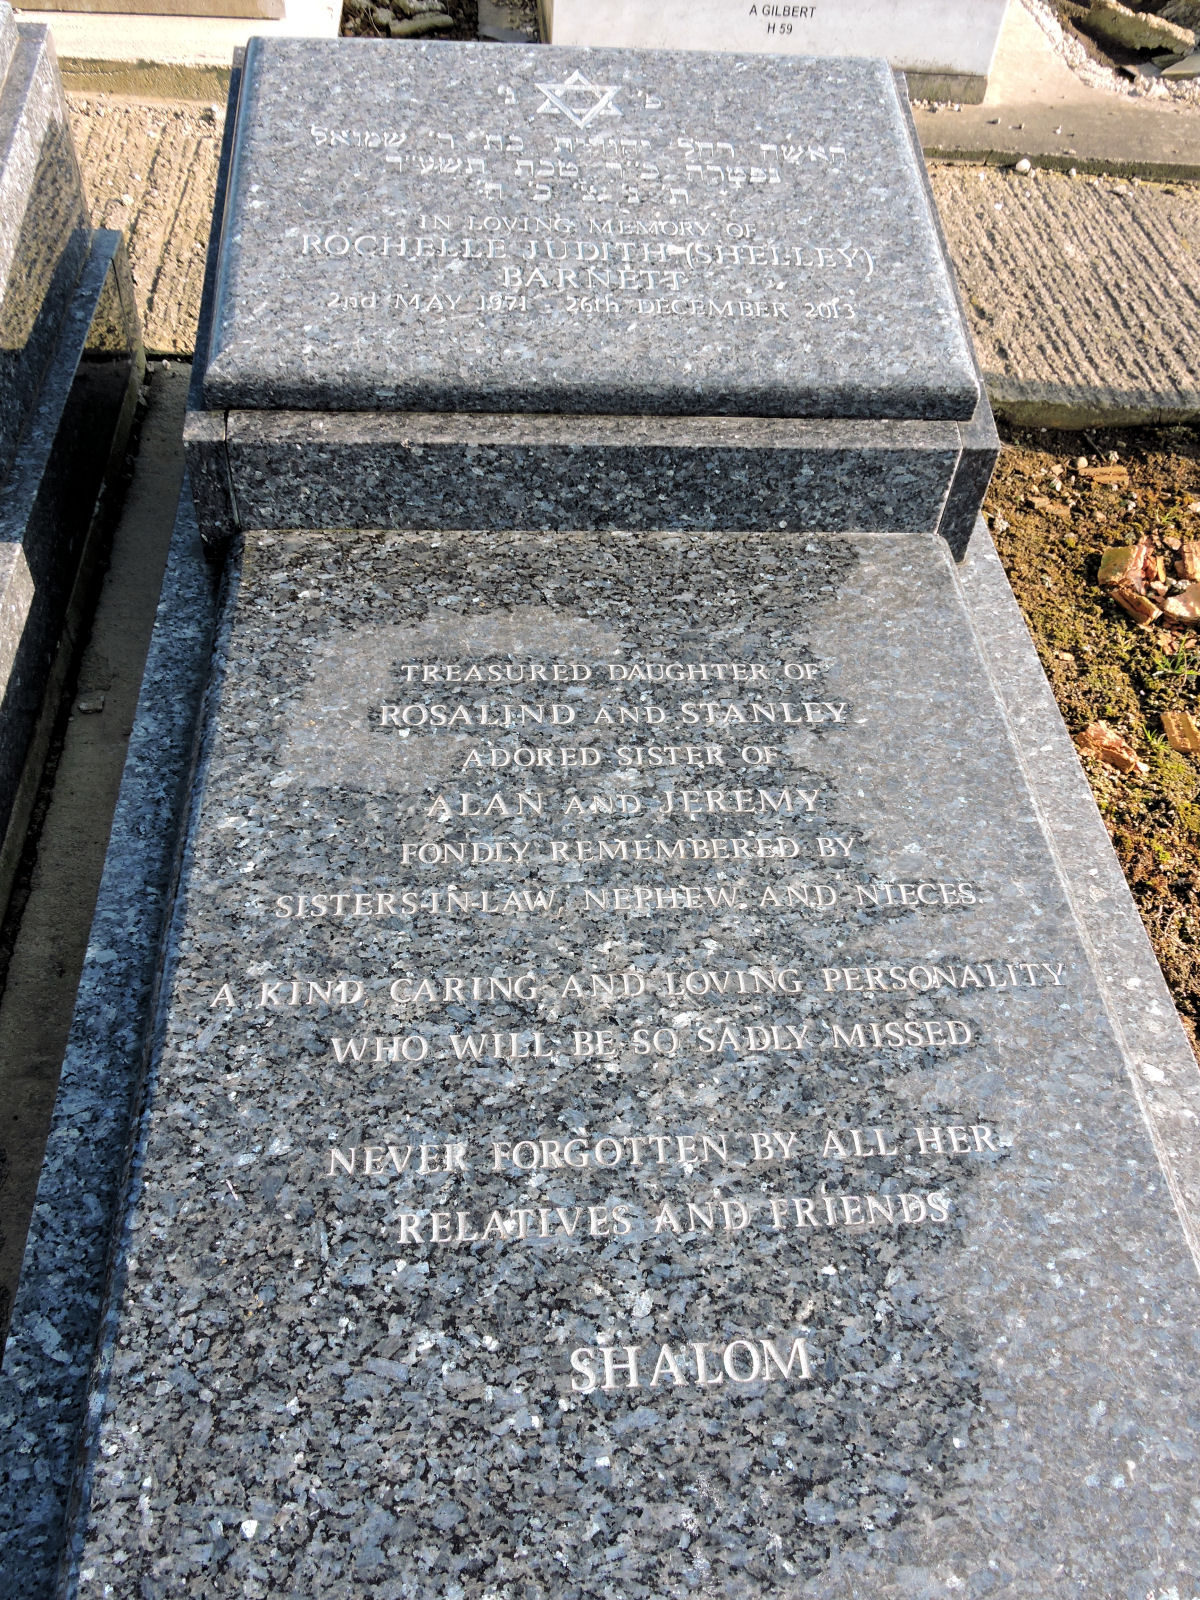 A GILBERT
H 59
פ' נ'
האשה רחל יהודית בת ר' שמואל
נפטרה כ"ד טבת תשע"ד
ת' נ' צ' ב' ה'
IN LOVING MEMORY OF
ROCHELLE JUDITH (SHELLEY)
BARNETT
2nd MAY 1971 - 26th DECEMBER 2013
TREASURED DAUGHTER OF
ROSALIND AND STANLEY
ADORED SISTER OF
ALAN AND JEREMY
FONDLY REMEMBERED BY
SISTERS-IN-LAW, NEPHEW AND NIECES.
A KIND, CARING AND LOVING PERSONALITY
WHO WILL BE SO SADLY MISSED
NEVER FORGOTTEN BY ALL HER
RELATIVES AND FRIENDS
SHALOM